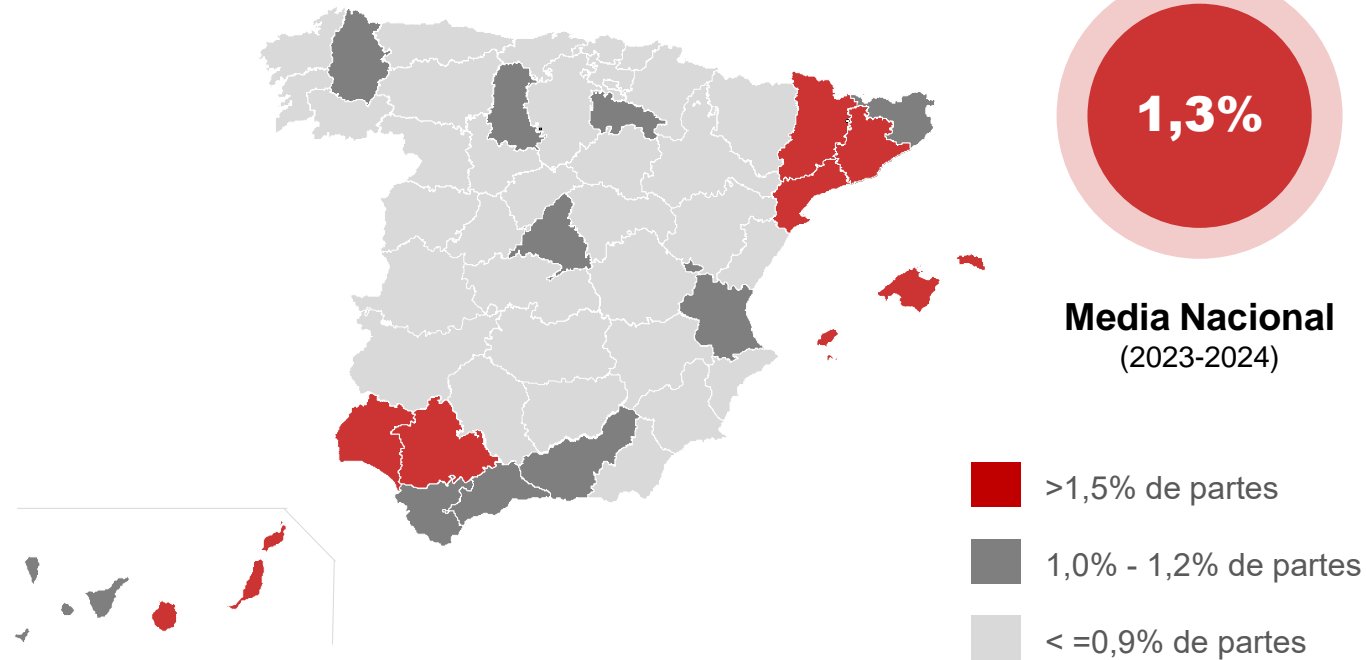 1,3%
Media Nacional
(2023-2024)
>1,5% de partes
1,0% - 1,2% de partes
< =0,9% de partes